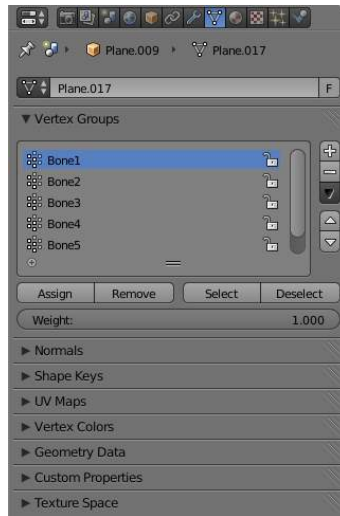 Plane.009 Plane.017
Plane.017 F
Vertex Groups
Bone1
Bone2
Bone3
Bone4
Bone5
Assign Remove Select Deselect
Weight: 1.000
Normals
Shape Keys
UV Maps
Vertex Colors
Geometry Data
Custom Properties
Texture Space